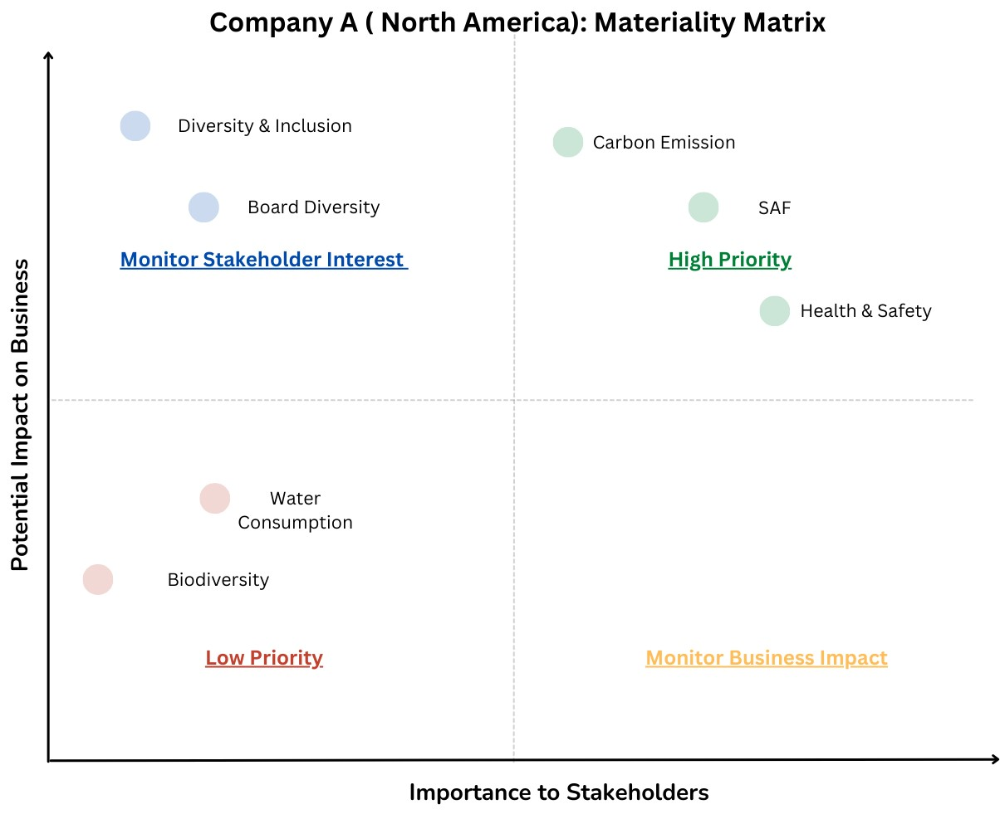 Company A ( North America): Materiality Matrix
Diversity & Inclusion
Carbon Emission
Board Diversity
SAF
Monitor Stakeholder Interest
High Priority
Health & Safety
Potential Impact on Business
Water
Consumption
Biodiversity
Low Priority
Monitor Business Impact
Importance to Stakeholders